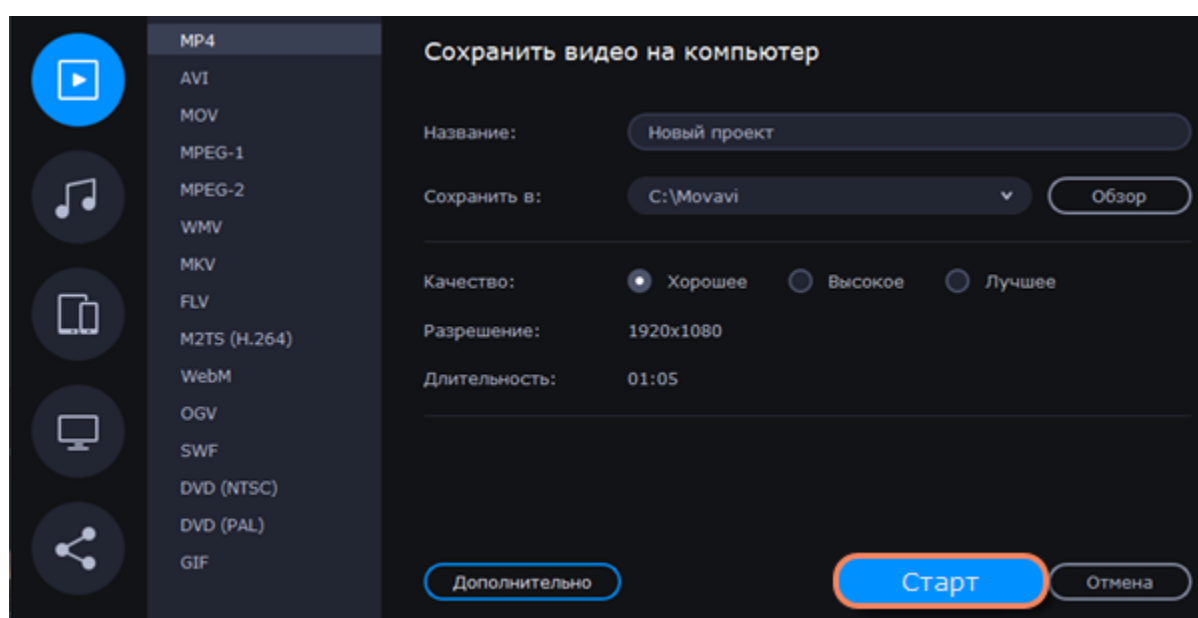 MP4
AVI
MOV
MPEG-1
MPEG-2
WMV
MKV
FLV
M2TS (H.264)
WebM
OGV
SWF
DVD (NTSC)
DVD (PAL)
GIF
Сохранить видео на компьютер
Название: Новый проект
Сохранить в: C:\Movavi Обзор
Качество: Хорошее Высокое Лучшее
Разрешение: 1920x1080
Длительность: 01:05
Дополнительно Старт Отмена